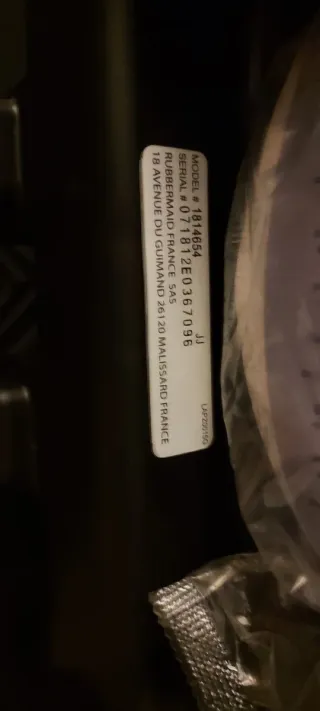 MODEL # 1814654
SERIAL # 071812E0367096 JJ
RUBBERMAID FRANCE SAS
18 AVENUE DU GUIMAND 26120 MALISSARD FRANCE